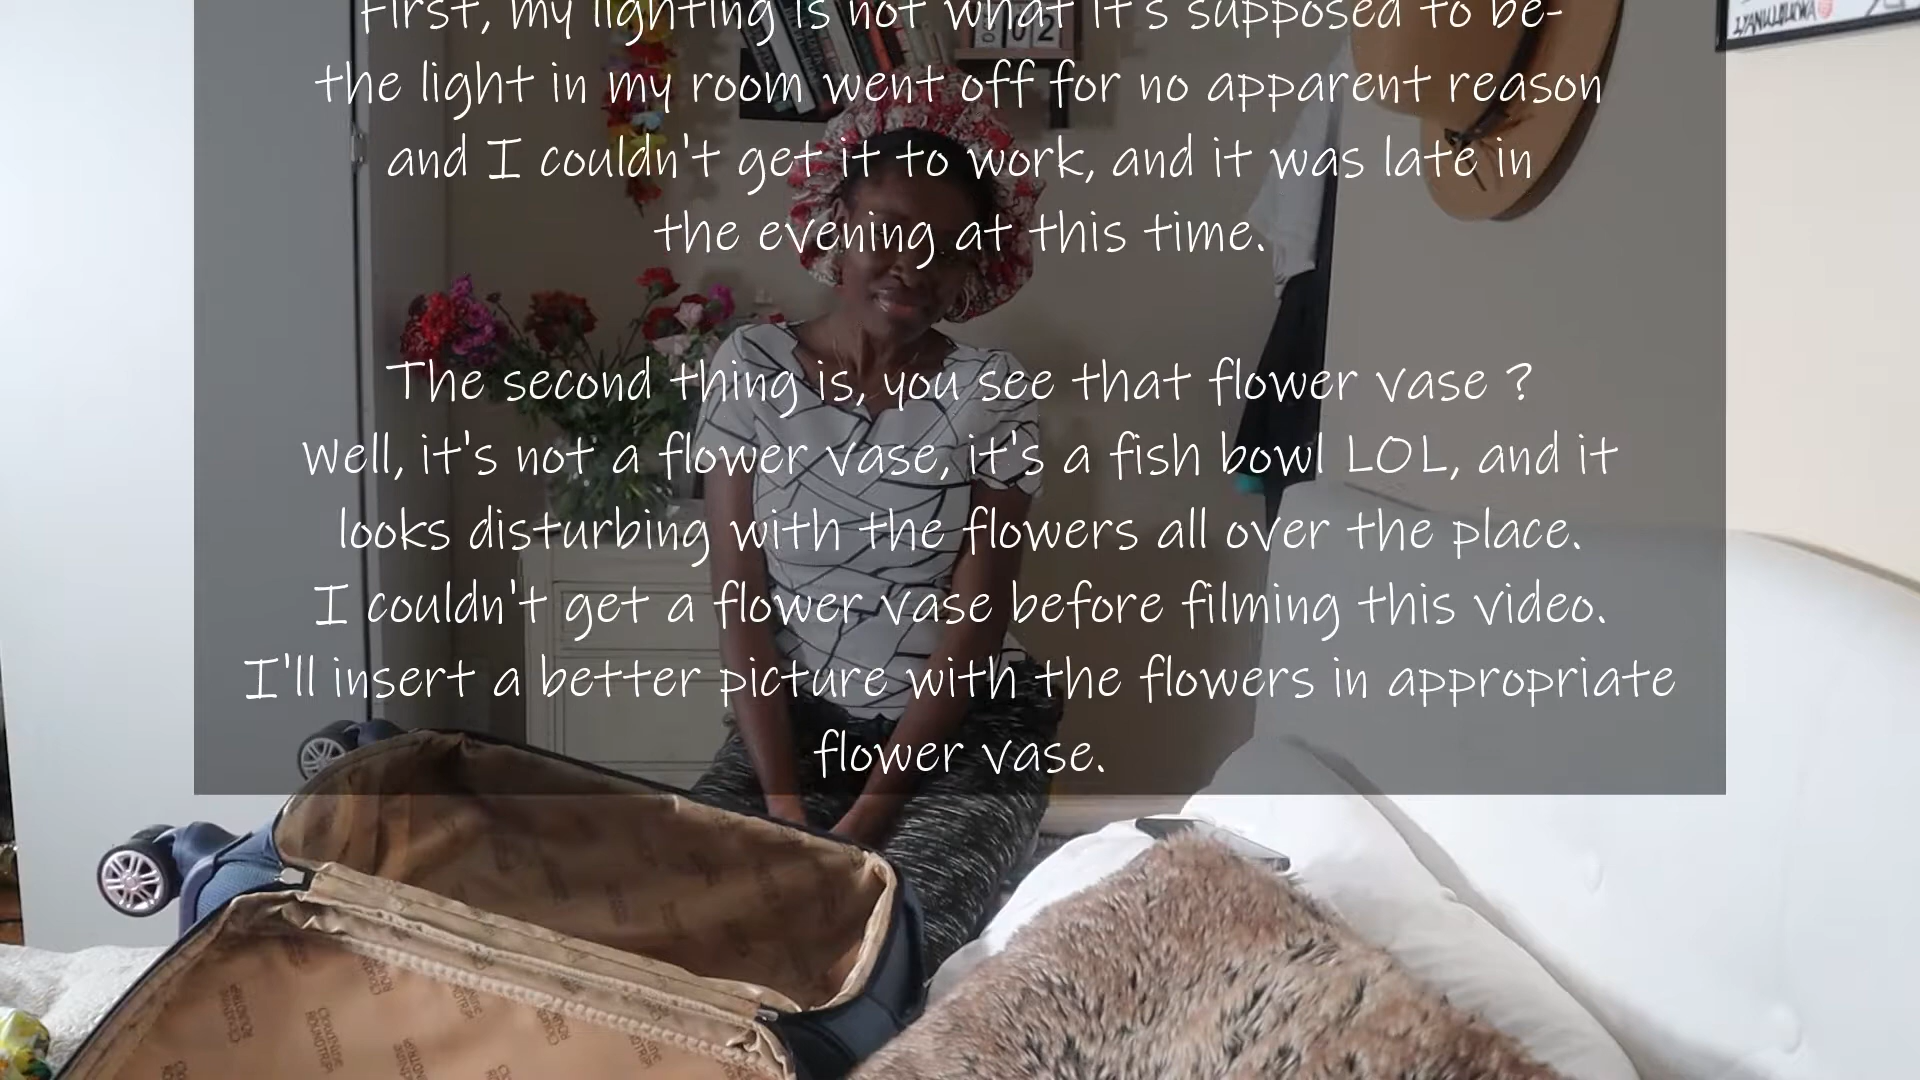 First, my lighting is not what it's supposed to be-
the light in my room went off for no apparent reason
and I couldn't get it to work, and it was late in
the evening at this time.
The second thing is, you see that flower vase ?
Well, it's not a flower vase, it's a fish bowl LOL, and it
looks disturbing with the flowers all over the place.
I couldn't get a flower vase before filming this video.
I'll insert a better picture with the flowers in appropriate
flower vase.